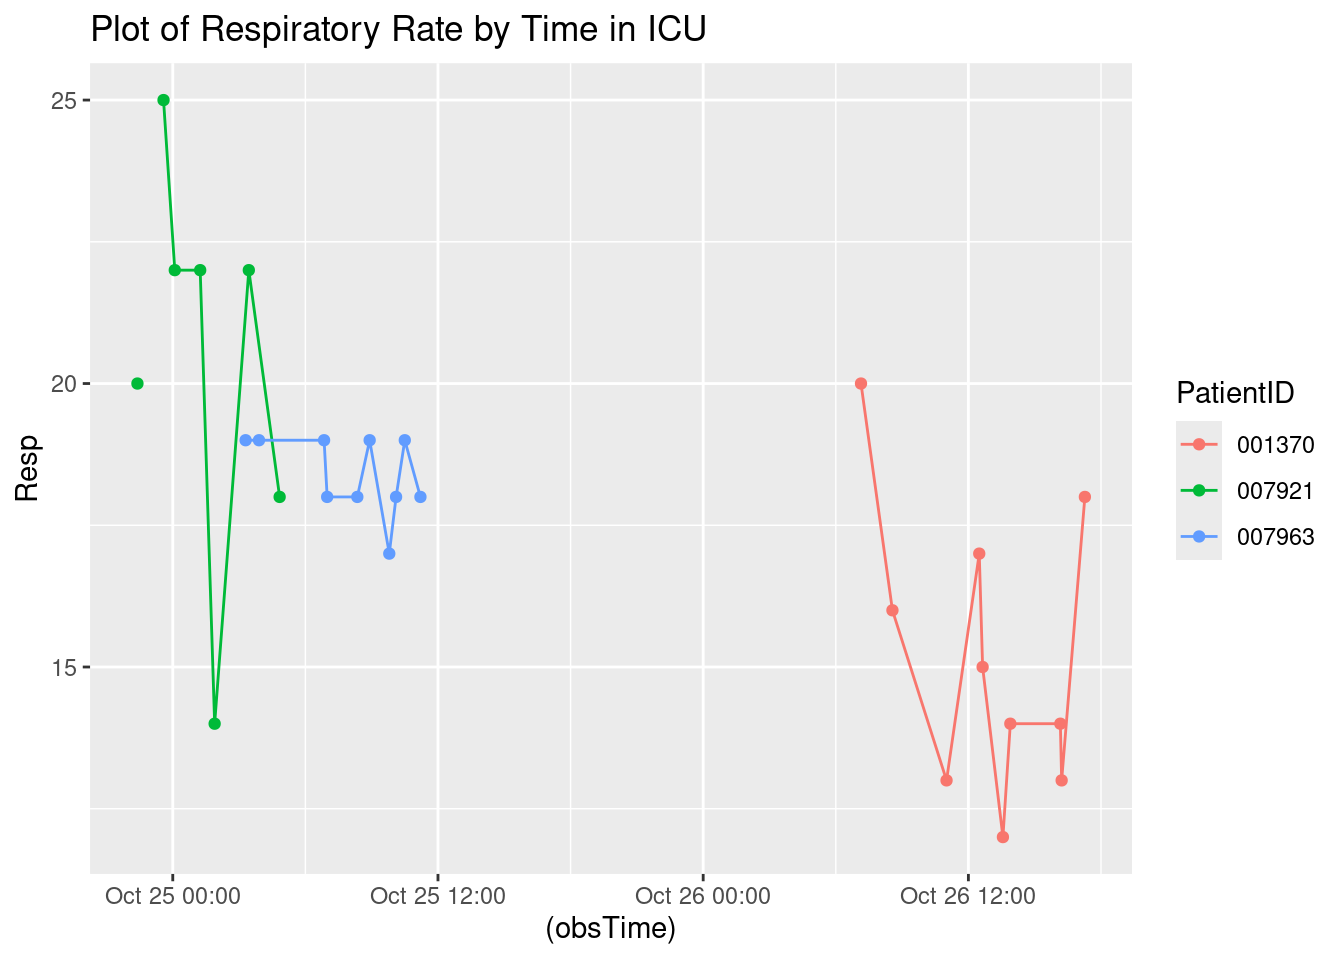 Plot of Respiratory Rate by Time in ICU
25
20
15
Resp
Oct 25 00:00 Oct 25 12:00 Oct 26 00:00 Oct 26 12:00
(obsTime)
PatientID
001370
007921
007963